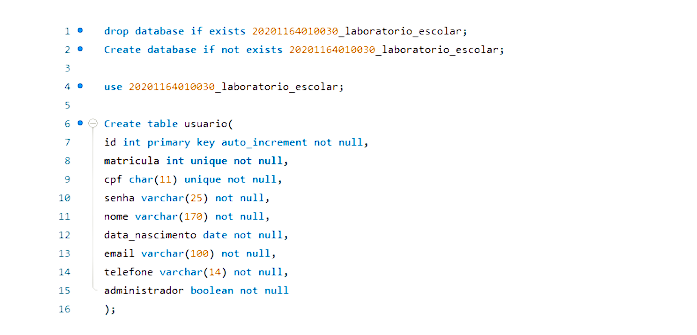 1 drop database if exists 20201164010030_laboratorio_escolar;
2 Create database if not exists 20201164010030_laboratorio_escolar;
3
4 use 20201164010030_laboratorio_escolar;
5
6 Create table usuario(
7 id int primary key auto_increment not null,
8 matricula int unique not null,
9 cpf char(11) unique not null,
10 senha varchar(25) not null,
11 nome varchar(170) not null,
12 data_nascimento date not null,
13 email varchar(100) not null,
14 telefone varchar(14) not null,
15 administrador boolean not null
16 );